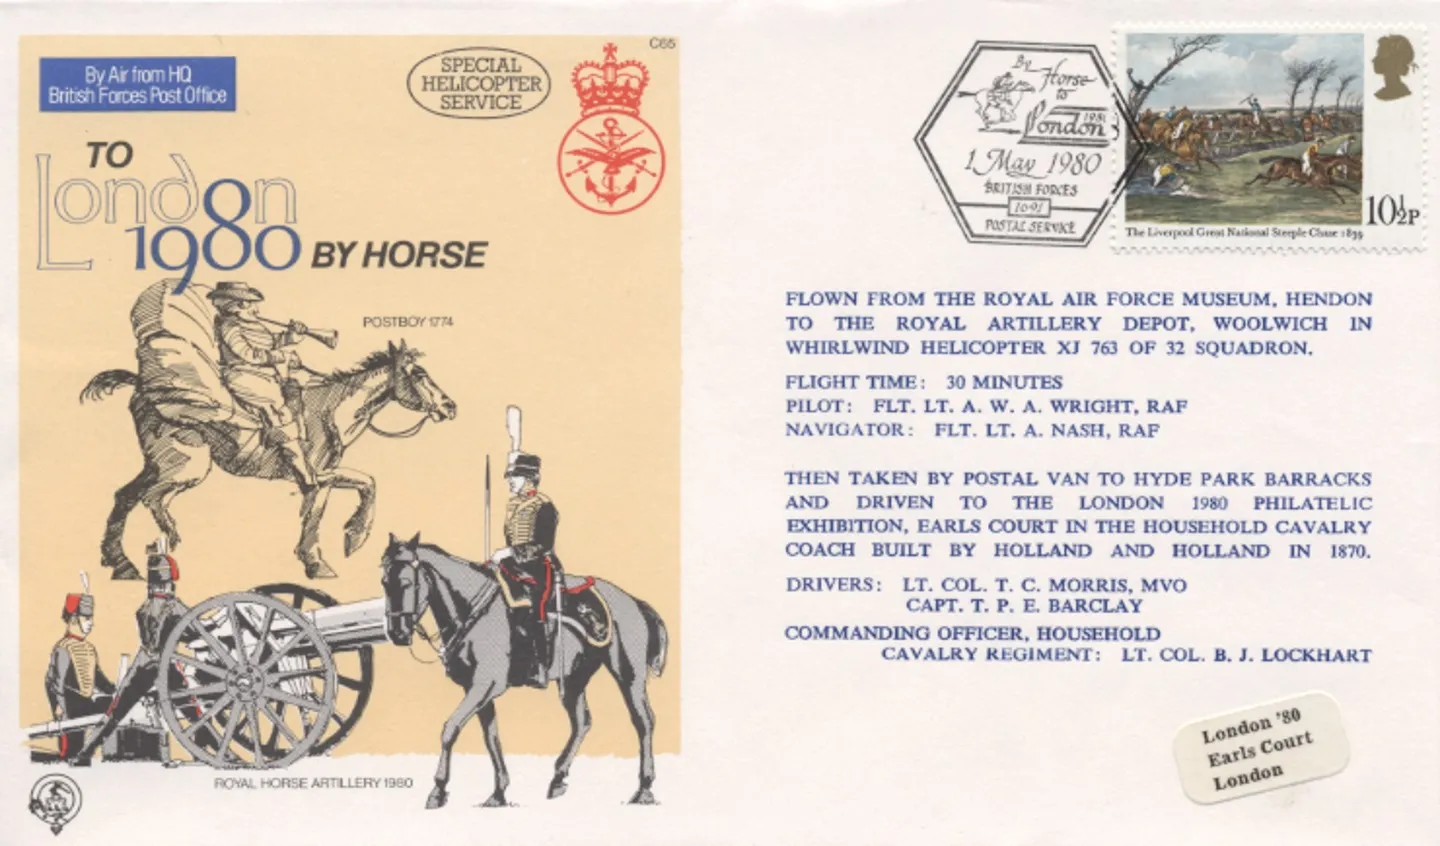 By Air from HQ
British Forces Post Office
SPECIAL
HELICOPTER
SERVICE
C65
TO
London
1980 BY HORSE
POSTBOY 1774
ROYAL HORSE ARTILLERY 1980
By Horse
to
London 1980
1 May 1980
BRITISH FORCES
1691
POSTAL SERVICE
10½P
The Liverpool Great National Steeple Chase 1839
FLOWN FROM THE ROYAL AIR FORCE MUSEUM, HENDON
TO THE ROYAL ARTILLERY DEPOT, WOOLWICH IN
WHIRLWIND HELICOPTER XJ 763 OF 32 SQUADRON.
FLIGHT TIME: 30 MINUTES
PILOT: FLT. LT. A. W. A. WRIGHT, RAF
NAVIGATOR: FLT. LT. A. NASH, RAF
THEN TAKEN BY POSTAL VAN TO HYDE PARK BARRACKS
AND DRIVEN TO THE LONDON 1980 PHILATELIC
EXHIBITION, EARLS COURT IN THE HOUSEHOLD CAVALRY
COACH BUILT BY HOLLAND AND HOLLAND IN 1870.
DRIVERS: LT. COL. T. C. MORRIS, MVO
CAPT. T. P. E. BARCLAY
COMMANDING OFFICER, HOUSEHOLD
CAVALRY REGIMENT: LT. COL. B. J. LOCKHART
London '80
Earls Court
London